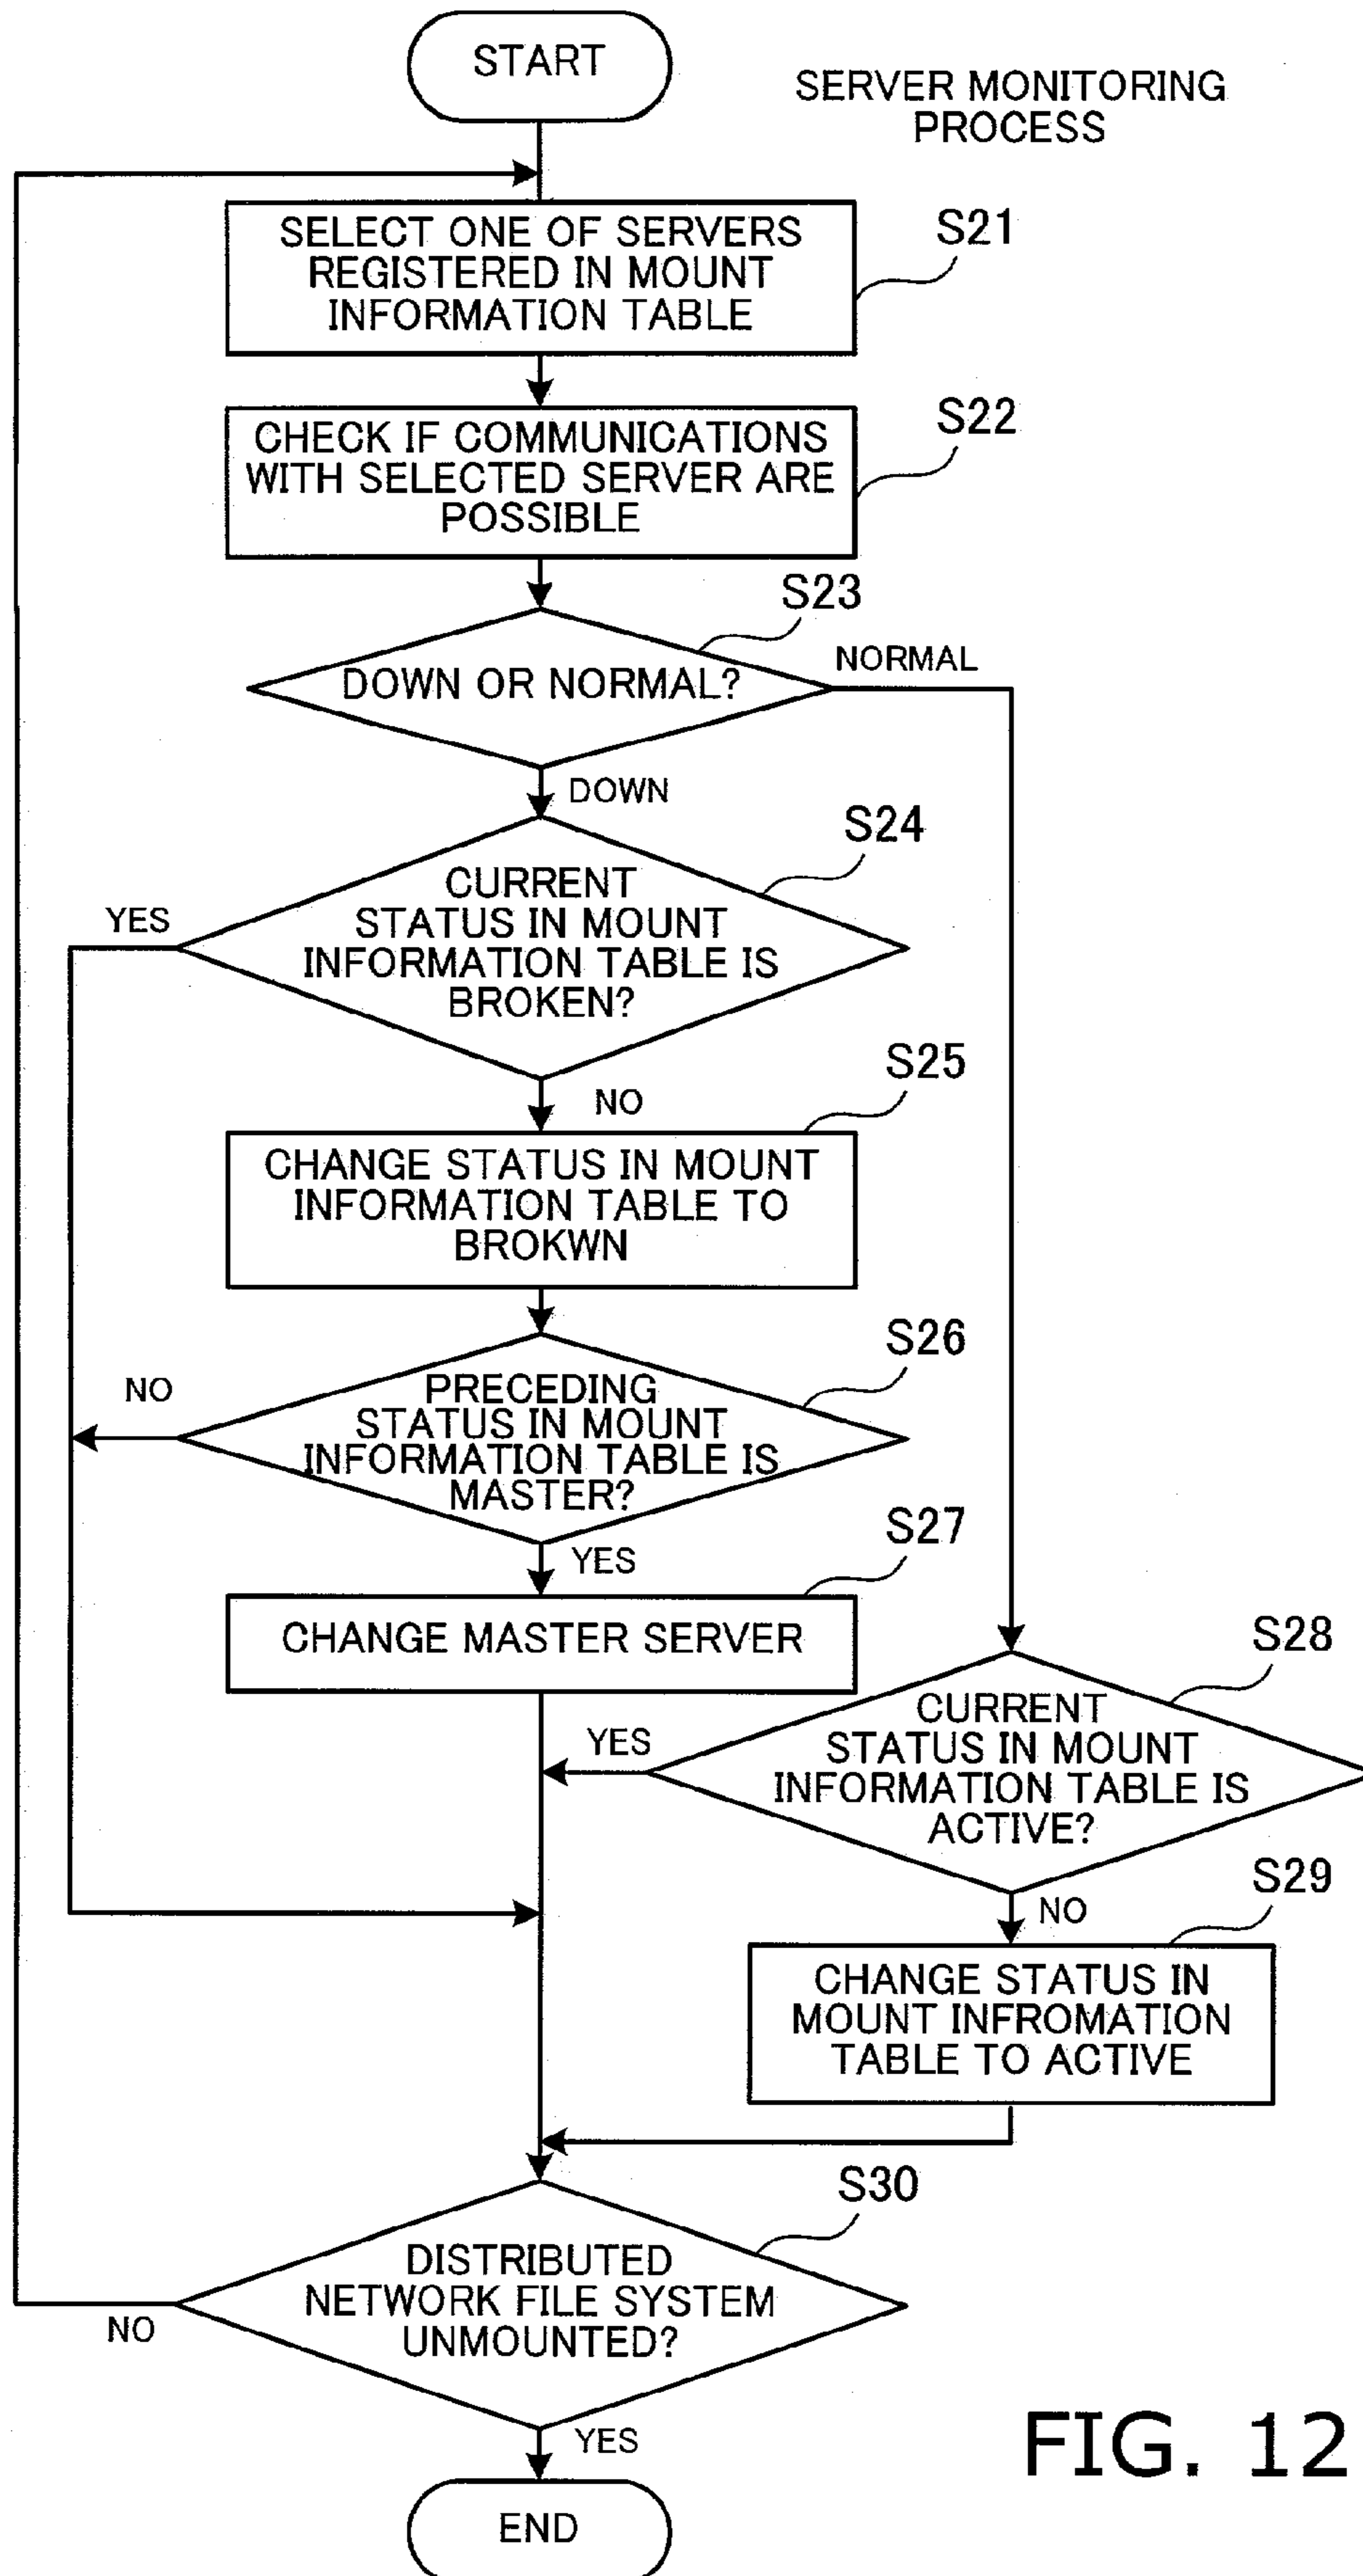 START
SERVER MONITORING
PROCESS
SELECT ONE OF SERVERS
REGISTERED IN MOUNT
INFORMATION TABLE
S21
CHECK IF COMMUNICATIONS
WITH SELECTED SERVER ARE
POSSIBLE
S22
S23
DOWN OR NORMAL?
NORMAL
DOWN
S24
CURRENT
STATUS IN MOUNT
INFORMATION TABLE IS
BROKEN?
YES
NO
S25
CHANGE STATUS IN MOUNT
INFORMATION TABLE TO
BROKWN
S26
PRECEDING
STATUS IN MOUNT
INFORMATION TABLE IS
MASTER?
NO
YES
S27
CHANGE MASTER SERVER
S28
CURRENT
STATUS IN MOUNT
INFORMATION TABLE IS
ACTIVE?
YES
NO
S29
CHANGE STATUS IN
MOUNT INFROMATION
TABLE TO ACTIVE
S30
DISTRIBUTED
NETWORK FILE SYSTEM
UNMOUNTED?
NO
YES
END
FIG. 12